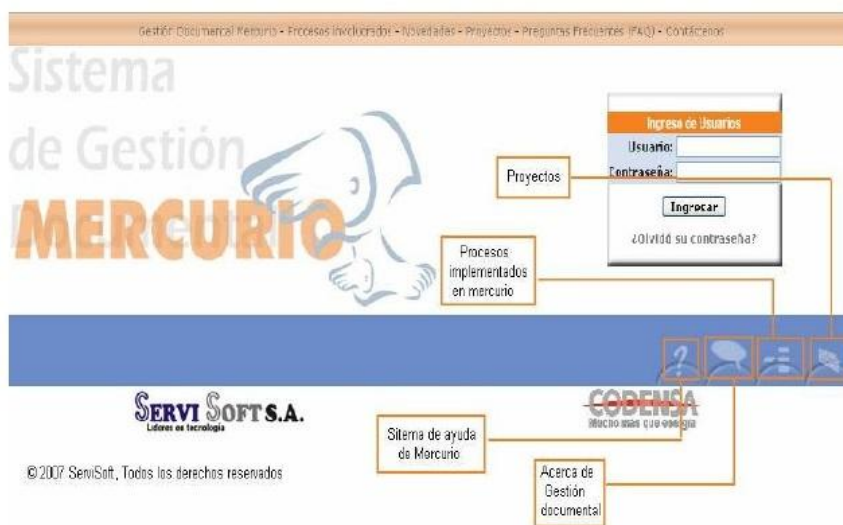 Gestión Documental Mercurio - Procesos involucrados - Novedades - Proyectos - Preguntas Frecuentes (FAQ) - Contáctenos
Sistema
de Gestión
Documental
MERCURIO
Ingreso de Usuarios
Usuario:
Contraseña:
Ingresar
¿Olvidó su contraseña?
Proyectos
Procesos
implementados
en mercurio
SERVI SOFT S.A.
Lideres en tecnología
CODENSA
Mucho más que energía
Sitema de ayuda
de Mercurio
Acerca de
Gestión
documental
©2007 ServiSoft, Todos los derechos reservados